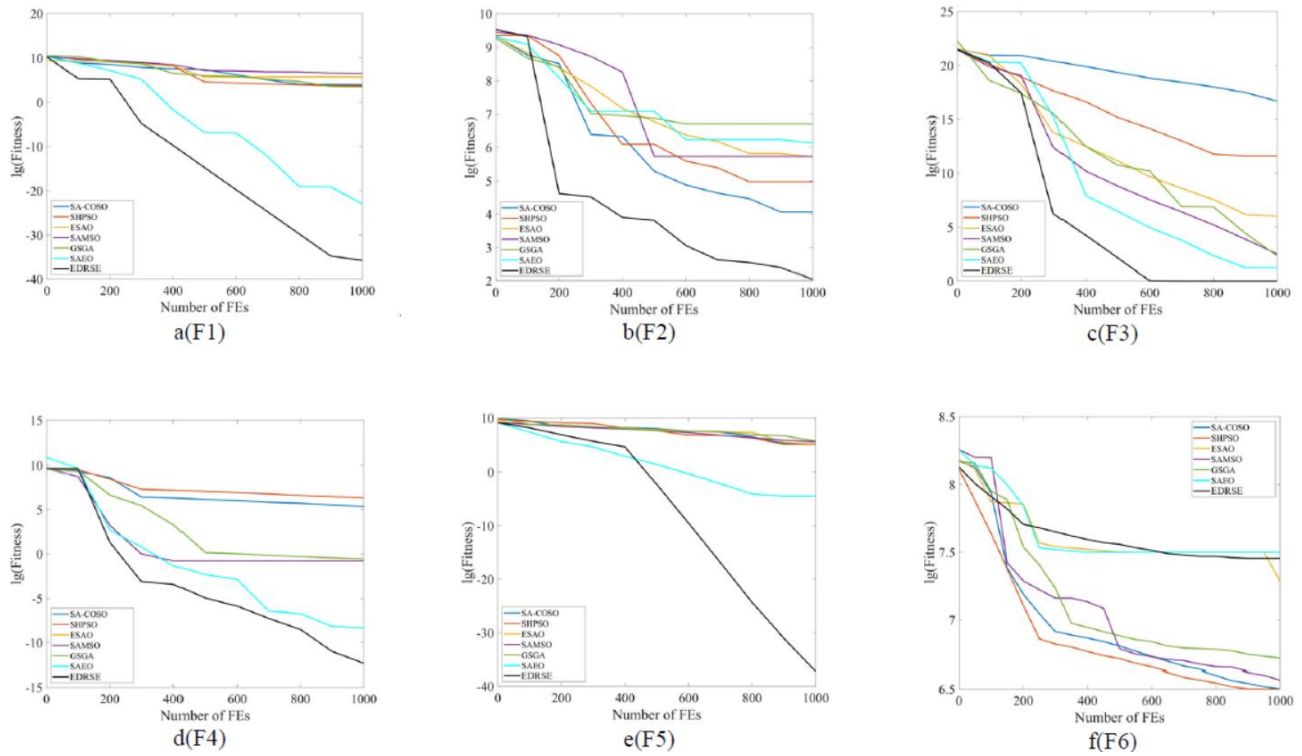 20
10
0
-10
-20
-30
-40
lg(Fitness)
SA-COSO
SHPSO
ESAO
SAMSO
GSGA
SAEO
EDRSE
0 200 400 600 800 1000
Number of FEs
a(F1)
10
9
8
7
6
5
4
3
2
lg(Fitness)
SA-COSO
SHPSO
ESAO
SAMSO
GSGA
SAEO
EDRSE
0 200 400 600 800 1000
Number of FEs
b(F2)
25
20
15
10
5
0
lg(Fitness)
SA-COSO
SHPSO
ESAO
SAMSO
GSGA
SAEO
EDRSE
0 200 400 600 800 1000
Number of FEs
c(F3)
15
10
5
0
-5
-10
-15
lg(Fitness)
SA-COSO
SHPSO
ESAO
SAMSO
GSGA
SAEO
EDRSE
0 200 400 600 800 1000
Number of FEs
d(F4)
10
0
-10
-20
-30
-40
lg(Fitness)
SA-COSO
SHPSO
ESAO
SAMSO
GSGA
SAEO
EDRSE
0 200 400 600 800 1000
Number of FEs
e(F5)
8.5
8
7.5
7
6.5
lg(Fitness)
SA-COSO
SHPSO
ESAO
SAMSO
GSGA
SAEO
EDRSE
0 200 400 600 800 1000
Number of FEs
f(F6)